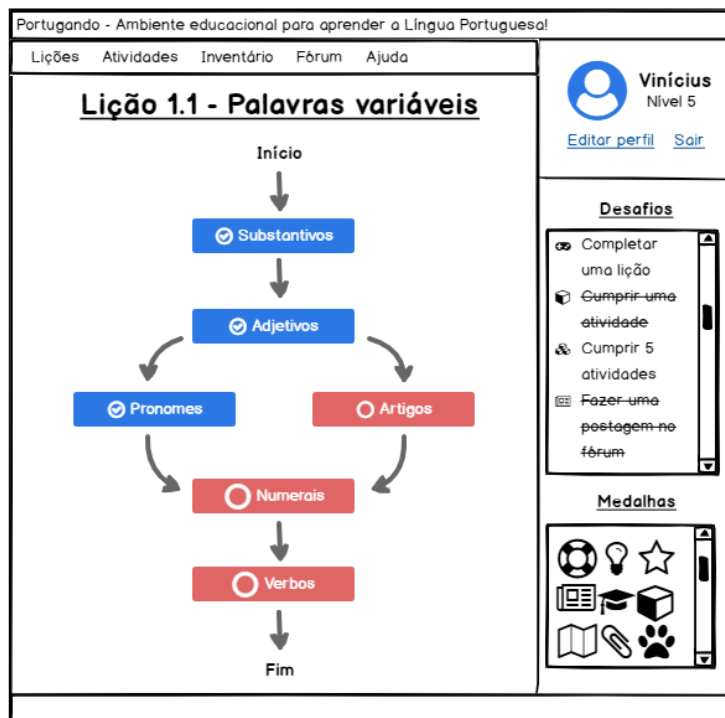 Portugando - Ambiente educacional para aprender a Língua Portuguesa!
Lições Atividades Inventário Fórum Ajuda
Lição 1.1 - Palavras variáveis
Início
Substantivos
Adjetivos
Pronomes Artigos
Numerais
Verbos
Fim
Vinícius
Nível 5
Editar perfil Sair
Desafios
Completar
uma lição
Cumprir uma
atividade
Cumprir 5
atividades
Fazer uma
postagem no
fórum
Medalhas